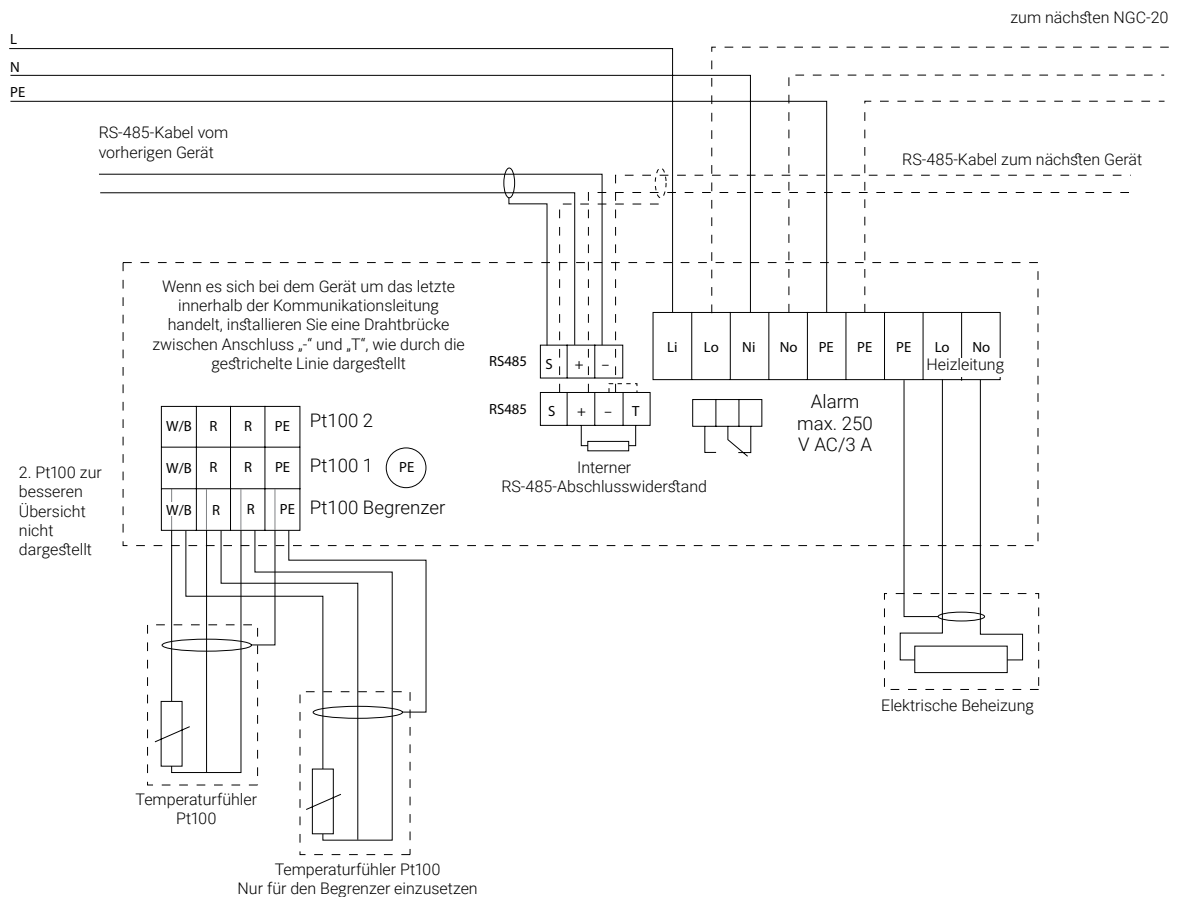 zum nächsten NGC-20
L
N
PE
RS-485-Kabel vom
vorherigen Gerät
RS-485-Kabel zum nächsten Gerät
Wenn es sich bei dem Gerät um das letzte
innerhalb der Kommunikationsleitung
handelt, installieren Sie eine Drahtbrücke
zwischen Anschluss „-“ und „T“, wie durch die
gestrichelte Linie dargestellt
RS485 S + –
RS485 S + – T
Interner
RS-485-Abschlusswiderstand
Li Lo Ni No PE PE PE Lo No
Heizleitung
Alarm
max. 250
V AC/3 A
W/B R R PE Pt100 2
W/B R R PE Pt100 1 PE
W/B R R PE Pt100 Begrenzer
2. Pt100 zur
besseren
Übersicht
nicht
dargestellt
Elektrische Beheizung
Temperaturfühler
Pt100
Temperaturfühler Pt100
Nur für den Begrenzer einzusetzen